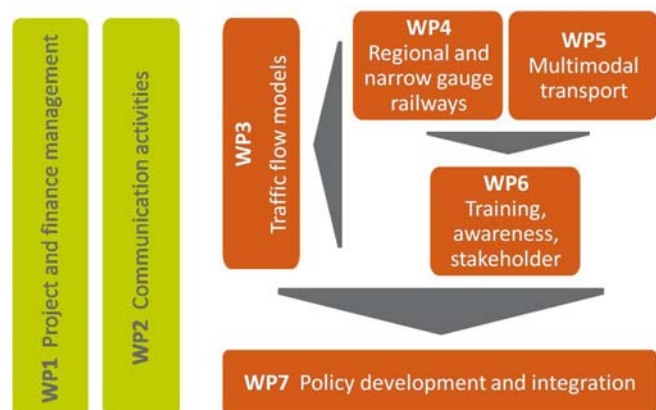 WP1 Project and finance management
WP2 Communication activities
WP3
Traffic flow models
WP4
Regional and
narrow gauge
railways
WP5
Multimodal
transport
WP6
Training,
awareness,
stakeholder
WP7 Policy development and integration